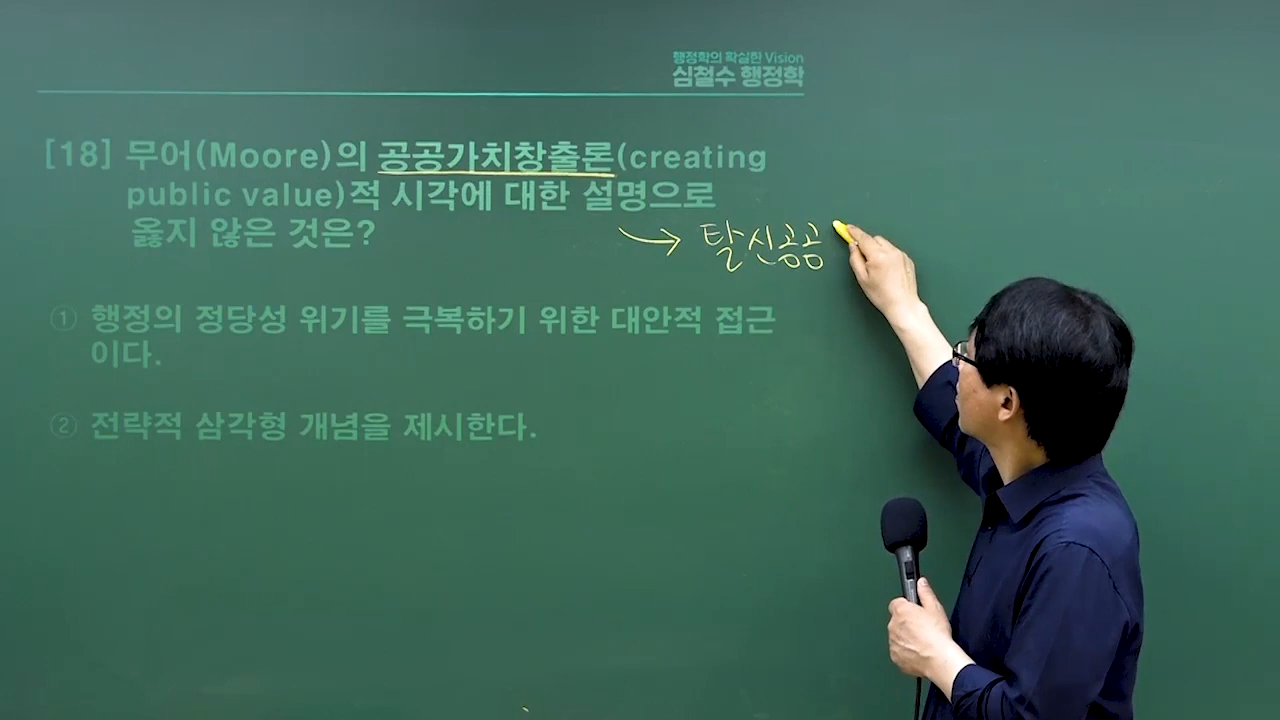 행정학의 확실한 Vision
심철수 행정학
[18] 무어(Moore)의 공공가치창출론(creating
public value)적 시각에 대한 설명으로
옳지 않은 것은?
→ 탈신공공
① 행정의 정당성 위기를 극복하기 위한 대안적 접근
이다.
② 전략적 삼각형 개념을 제시한다.